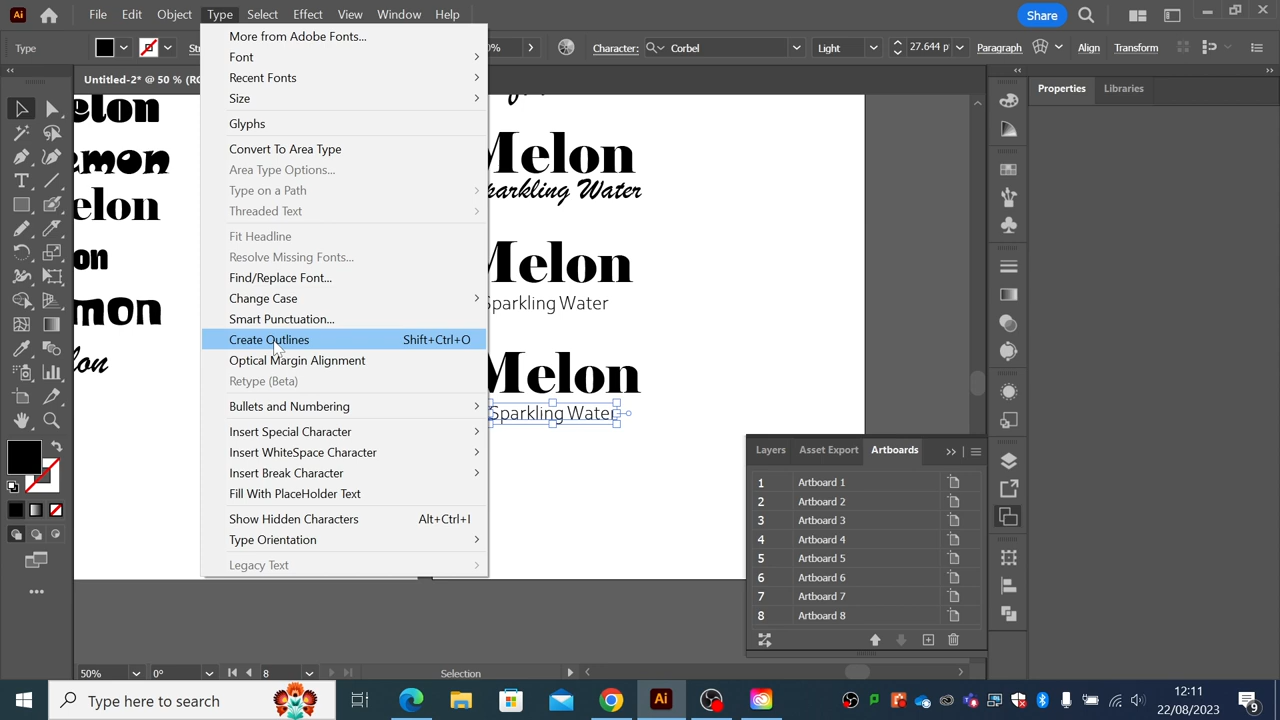 Ai File Edit Object Type Select Effect View Window Help Share
Type Character: Corbel Light 27.644 p Paragraph Align Transform
Untitled-2* @ 50 %
Properties Libraries
More from Adobe Fonts...
Font
Recent Fonts
Size
Glyphs
Convert To Area Type
Area Type Options...
Type on a Path
Threaded Text
Fit Headline
Resolve Missing Fonts...
Find/Replace Font...
Change Case
Smart Punctuation...
Create Outlines Shift+Ctrl+O
Optical Margin Alignment
Retype (Beta)
Bullets and Numbering
Insert Special Character
Insert WhiteSpace Character
Insert Break Character
Fill With PlaceHolder Text
Show Hidden Characters Alt+Ctrl+I
Type Orientation
Legacy Text
Melon
Sparkling Water
Melon
Sparkling Water
Melon
Sparkling Water
Layers Asset Export Artboards
1 Artboard 1
2 Artboard 2
3 Artboard 3
4 Artboard 4
5 Artboard 5
6 Artboard 6
7 Artboard 7
8 Artboard 8
50% 0° 8 Selection
Type here to search
Ai
12:11
22/08/2023
9